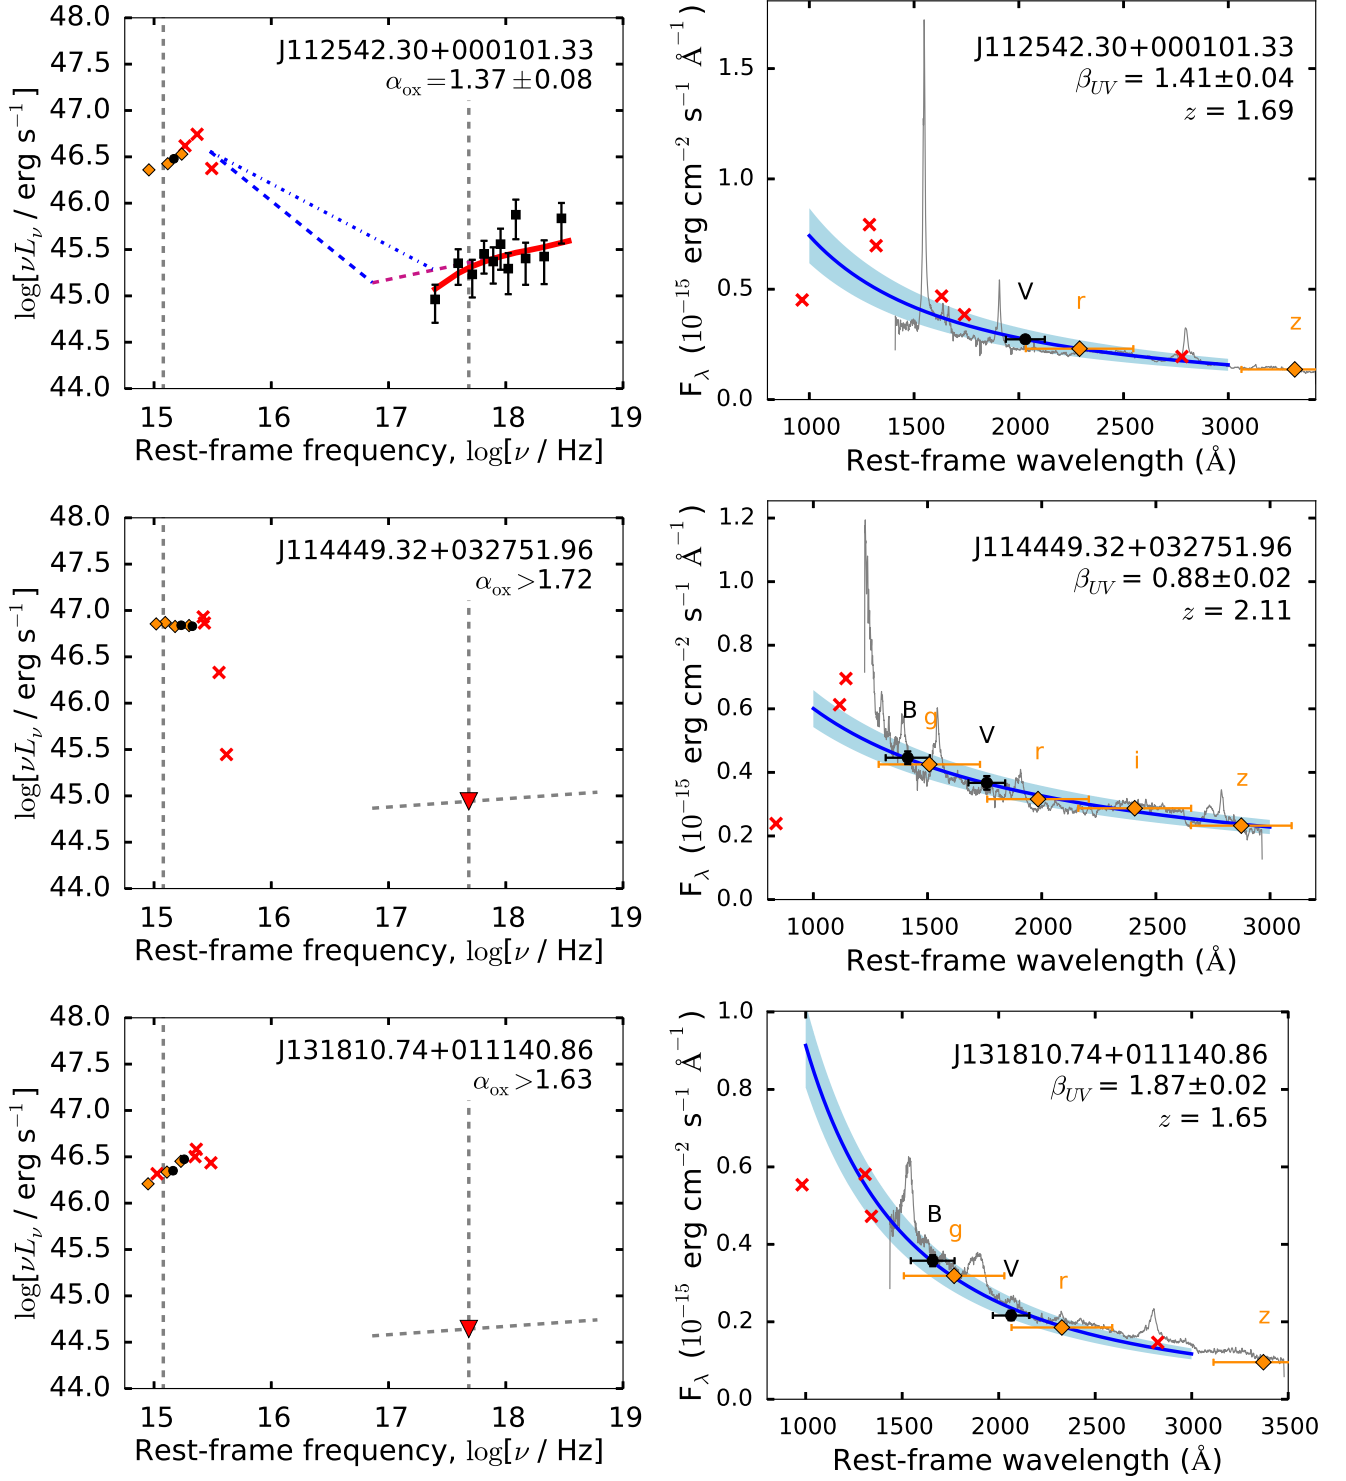 48.0
47.5
47.0
46.5
46.0
45.5
45.0
44.5
44.0
log[νLν / erg s⁻¹]
J112542.30+000101.33
αox=1.37±0.08
15 16 17 18 19
Rest-frame frequency, log[ν / Hz]
1.5
1.0
0.5
0.0
Fλ (10⁻¹⁵ erg cm⁻² s⁻¹ Å⁻¹)
J112542.30+000101.33
βUV = 1.41±0.04
z = 1.69
V
r
z
1000 1500 2000 2500 3000
Rest-frame wavelength (Å)
48.0
47.5
47.0
46.5
46.0
45.5
45.0
44.5
44.0
log[νLν / erg s⁻¹]
J114449.32+032751.96
αox>1.72
15 16 17 18 19
Rest-frame frequency, log[ν / Hz]
1.2
1.0
0.8
0.6
0.4
0.2
0.0
Fλ (10⁻¹⁵ erg cm⁻² s⁻¹ Å⁻¹)
J114449.32+032751.96
βUV = 0.88±0.02
z = 2.11
B
g
V
r
i
z
1000 1500 2000 2500 3000
Rest-frame wavelength (Å)
48.0
47.5
47.0
46.5
46.0
45.5
45.0
44.5
44.0
log[νLν / erg s⁻¹]
J131810.74+011140.86
αox>1.63
15 16 17 18 19
Rest-frame frequency, log[ν / Hz]
1.0
0.8
0.6
0.4
0.2
0.0
Fλ (10⁻¹⁵ erg cm⁻² s⁻¹ Å⁻¹)
J131810.74+011140.86
βUV = 1.87±0.02
z = 1.65
B
g
V
r
z
1000 1500 2000 2500 3000 3500
Rest-frame wavelength (Å)